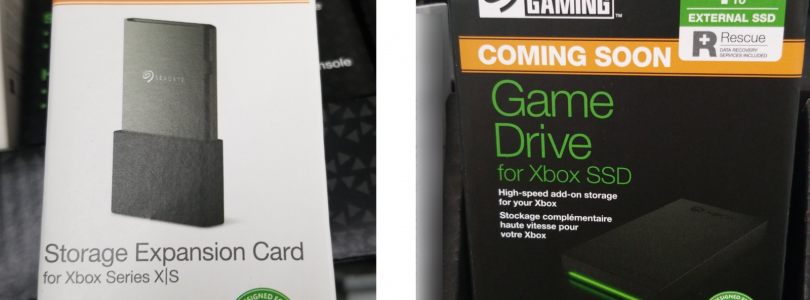 SEAGATE
Storage Expansion Card
for Xbox Series X|S
GAMING
EXTERNAL SSD
Rescue
DATA RECOVERY
SERVICES INCLUDED
COMING SOON
Game
Drive
for Xbox SSD
High-speed add-on storage
for your Xbox
Stockage complémentaire
haute vitesse pour
votre Xbox